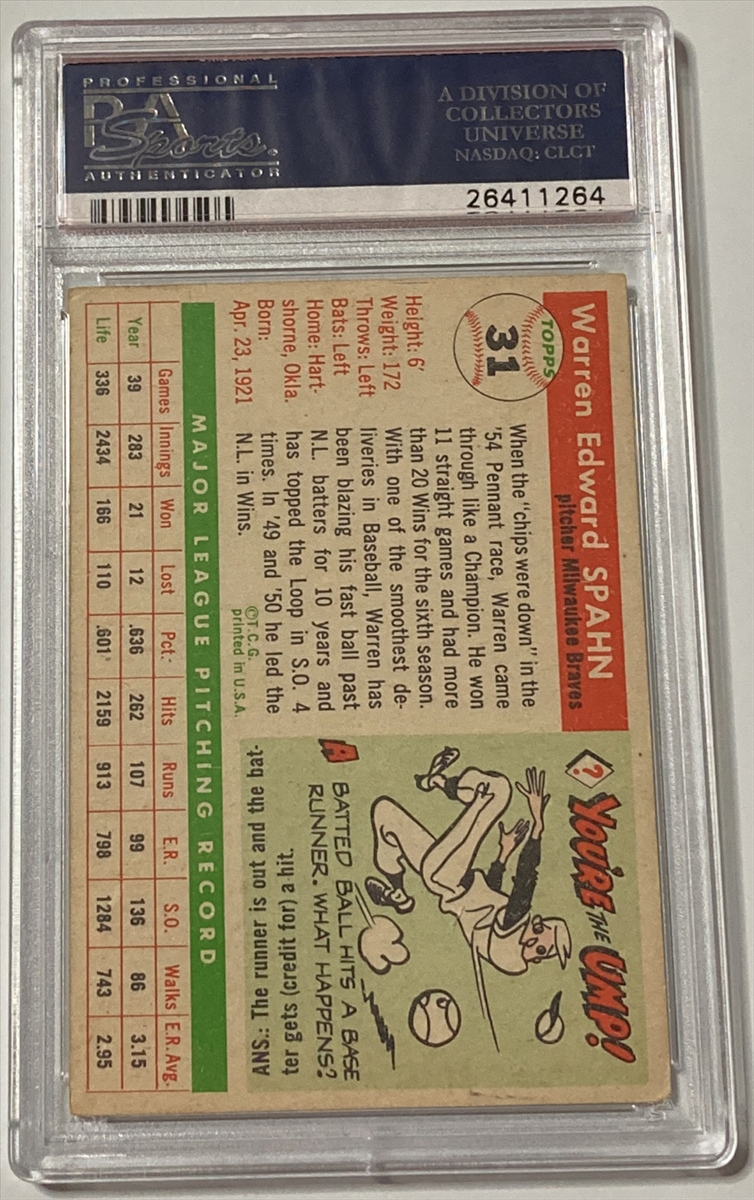 PROFESSIONAL
PSA
Sports.
AUTHENTICATOR
A DIVISION OF
COLLECTORS
UNIVERSE
NASDAQ: CLCT
26411264
TOPPS
31
Warren Edward SPAHN
pitcher Milwaukee Braves
Height: 6'
Weight: 172
Throws: Left
Bats: Left
Home: Hart-
shorne, Okla.
Born:
Apr. 23, 1921
When the "chips were down" in the
'54 Pennant race, Warren came
through like a Champion. He won
11 straight games and had more
than 20 Wins for the sixth season.
With one of the smoothest de-
liveries in Baseball, Warren has
been blazing his fast ball past
N.L. batters for 10 years and
has topped the Loop in S.O. 4
times. In '49 and '50 he led the
N.L. in Wins.
©T.C.G.
printed in U.S.A.
? YOU'RE THE UMP!
A BATTED BALL HITS A BASE
RUNNER. WHAT HAPPENS?
ANS.: The runner is out and the bat-
ter gets (credit for) a hit.
MAJOR LEAGUE PITCHING RECORD
Games Innings Won Lost Pct. Hits Runs E.R. S.O. Walks E.R. Avg.
Year 39 283 21 12 .636 262 107 99 136 86 3.15
Life 336 2434 166 110 .601 2159 913 798 1284 743 2.95